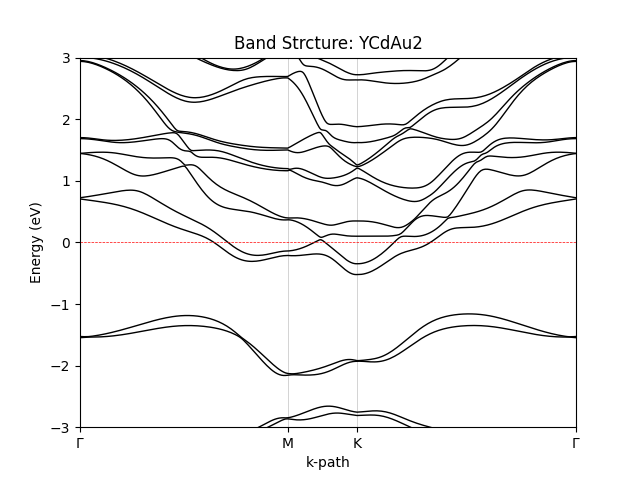 Band Strcture: YCdAu2
Energy (eV)
3
2
1
0
−1
−2
−3
Γ M K Γ
k-path